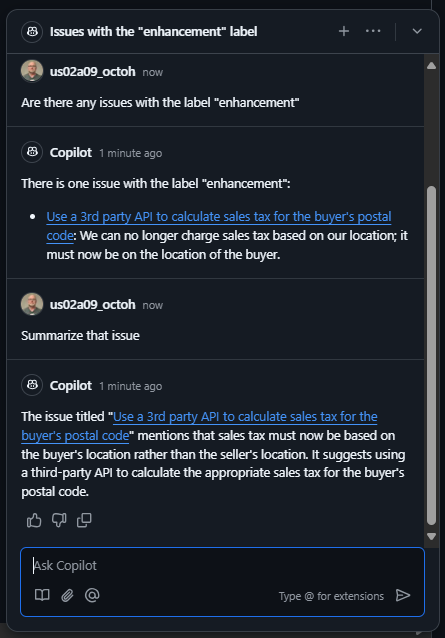 Issues with the "enhancement" label
us02a09_octoh now
Are there any issues with the label "enhancement"
Copilot 1 minute ago
There is one issue with the label "enhancement":
• Use a 3rd party API to calculate sales tax for the buyer's postal
code: We can no longer charge sales tax based on our location; it
must now be on the location of the buyer.
us02a09_octoh now
Summarize that issue
Copilot 1 minute ago
The issue titled "Use a 3rd party API to calculate sales tax for the
buyer's postal code" mentions that sales tax must now be based on
the buyer's location rather than the seller's location. It suggests using
a third-party API to calculate the appropriate sales tax for the buyer's
postal code.
Ask Copilot
Type @ for extensions